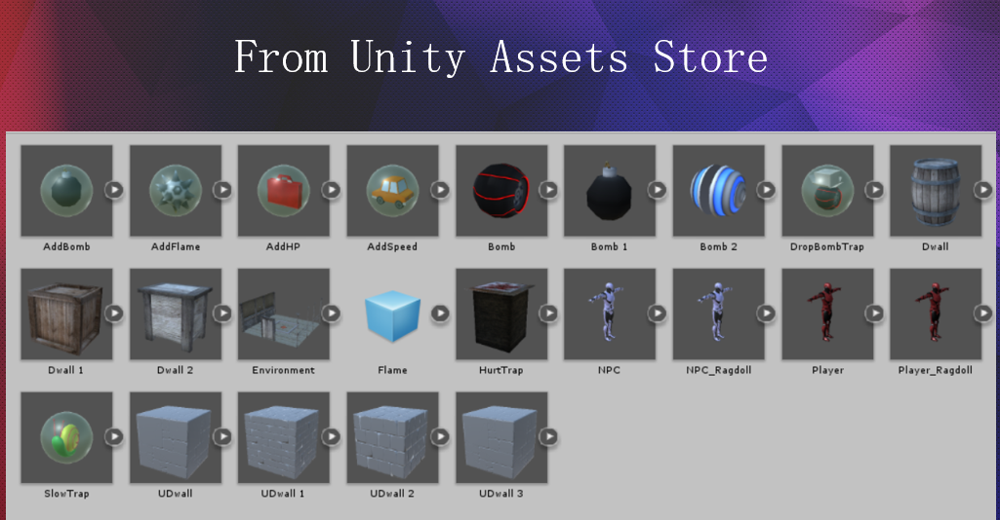 From Unity Assets Store
AddBomb AddFlame AddHP AddSpeed Bomb Bomb 1 Bomb 2 DropBombTrap Dwall
Dwall 1 Dwall 2 Environment Flame HurtTrap NPC NPC_Ragdoll Player Player_Ragdoll
SlowTrap UDwall UDwall 1 UDwall 2 UDwall 3